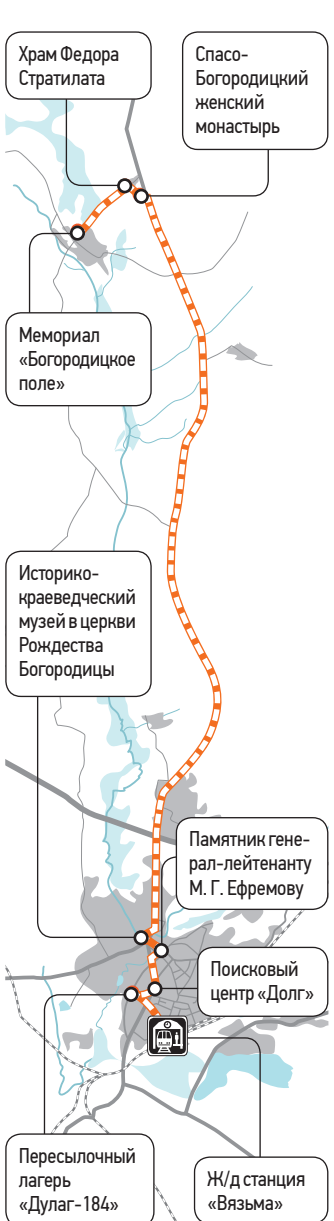 Храм Федора
Стратилата
Спасо-
Богородицкий
женский
монастырь
Мемориал
«Богородицкое
поле»
Историко-
краеведческий
музей в церкви
Рождества
Богородицы
Памятник гене-
рал-лейтенанту
М. Г. Ефремову
Поисковый
центр «Долг»
Пересылочный
лагерь
«Дулаг-184»
Ж/д станция
«Вязьма»